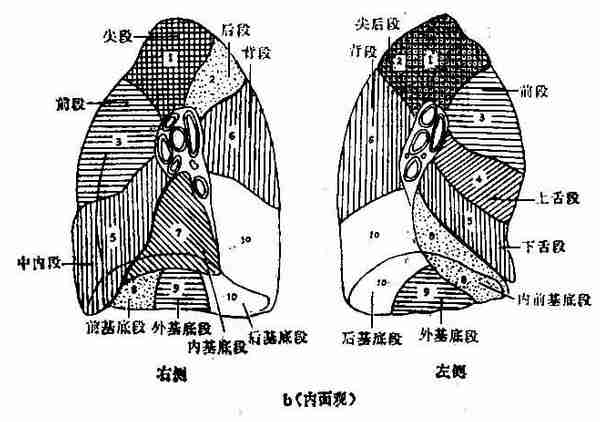 尖段
后段
背段
前段
1
2
3
6
5
7
10
中内段
8
9
10
前基底段
外基底段
内基底段
后基底段
右侧
尖后段
背段
前段
2
1
3
6
4
上舌段
5
下舌段
10
8
8
内前基底段
9
10
后基底段
外基底段
左侧
b(内面观)